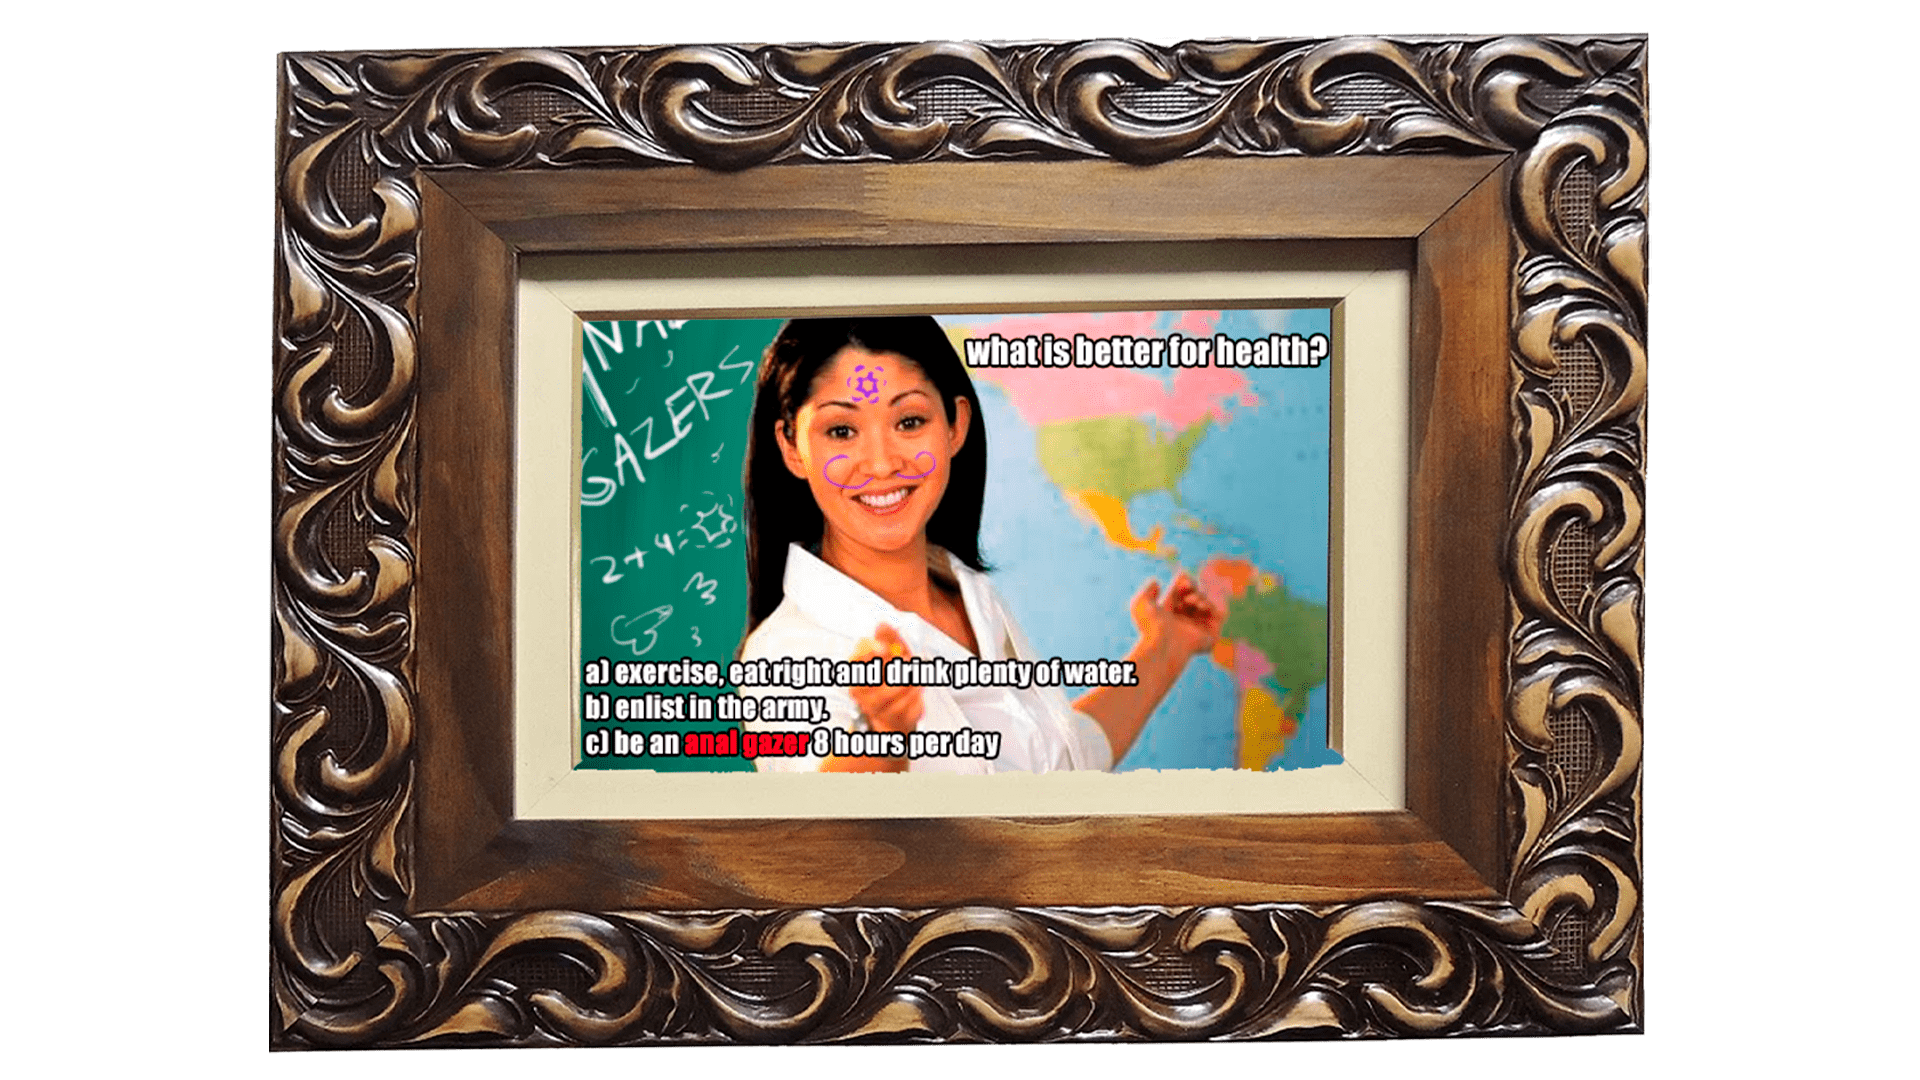 GAZERS
2+4=
3
3
what is better for health?
a) exercise, eat right and drink plenty of water.
b) enlist in the army.
c) be an anal gazer 8 hours per day